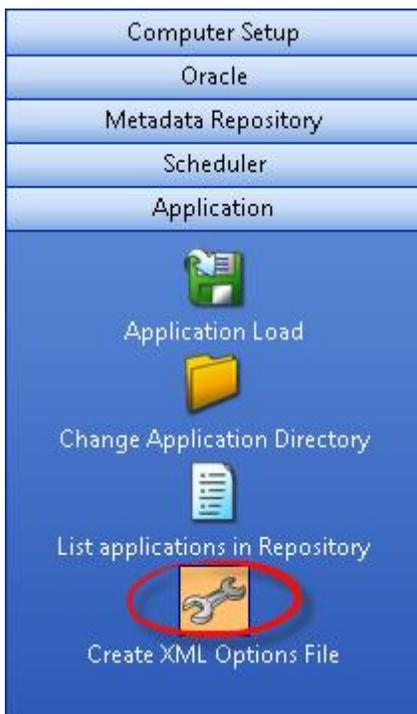 Computer Setup
Oracle
Metadata Repository
Scheduler
Application
Application Load
Change Application Directory
List applications in Repository
Create XML Options File